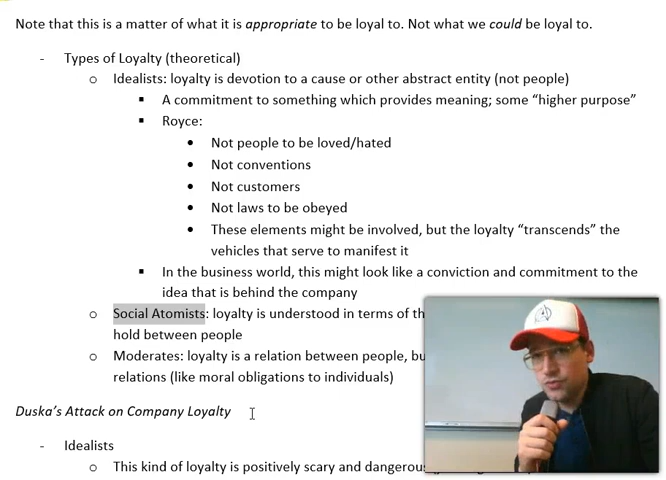 Note that this is a matter of what it is appropriate to be loyal to. Not what we could be loyal to.
- Types of Loyalty (theoretical)
o Idealists: loyalty is devotion to a cause or other abstract entity (not people)
▪ A commitment to something which provides meaning; some “higher purpose”
▪ Royce:
• Not people to be loved/hated
• Not conventions
• Not customers
• Not laws to be obeyed
• These elements might be involved, but the loyalty “transcends” the
vehicles that serve to manifest it
▪ In the business world, this might look like a conviction and commitment to the
idea that is behind the company
o Social Atomists: loyalty is understood in terms of
hold between people
o Moderates: loyalty is a relation between people,
relations (like moral obligations to individuals)
Duska’s Attack on Company Loyalty
- Idealists
o This kind of loyalty is positively scary and